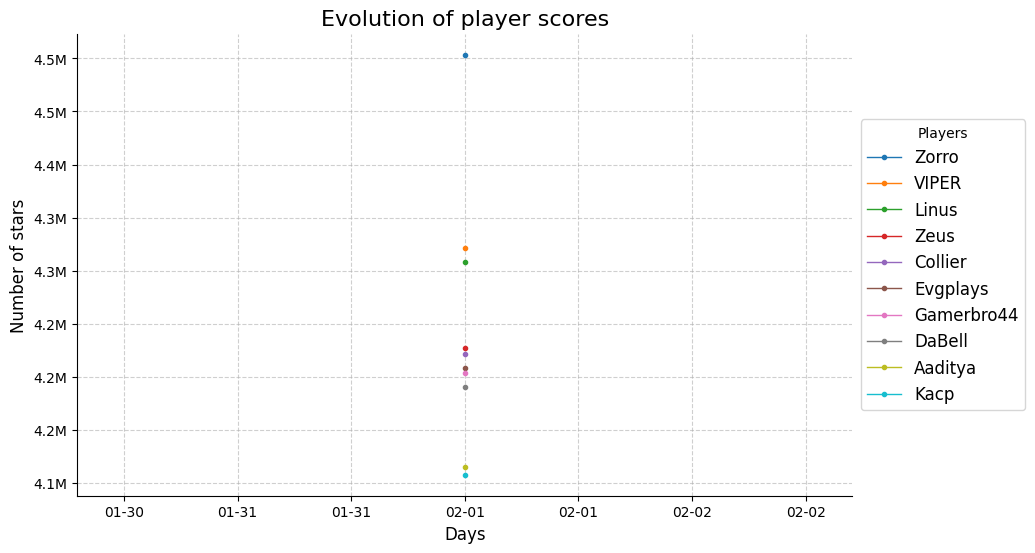 Evolution of player scores
4.5M
4.5M
4.4M
4.3M
4.3M
4.2M
4.2M
4.2M
4.1M
Number of stars
01-30 01-31 01-31 02-01 02-01 02-02 02-02
Days
Players
Zorro
VIPER
Linus
Zeus
Collier
Evgplays
Gamerbro44
DaBell
Aaditya
Kacp